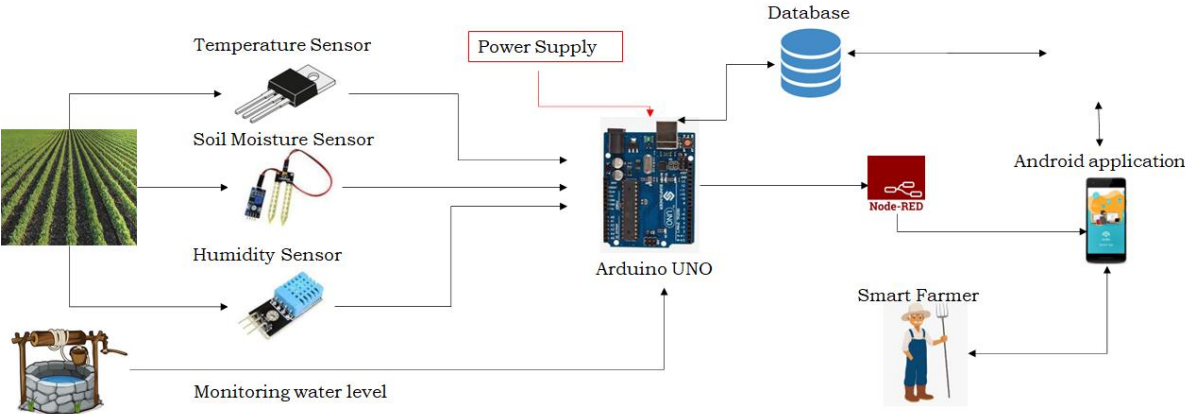 Database
Temperature Sensor
Power Supply
Soil Moisture Sensor
Android application
Node-RED
UNO
Humidity Sensor
Arduino UNO
Smart Farmer
Monitoring water level